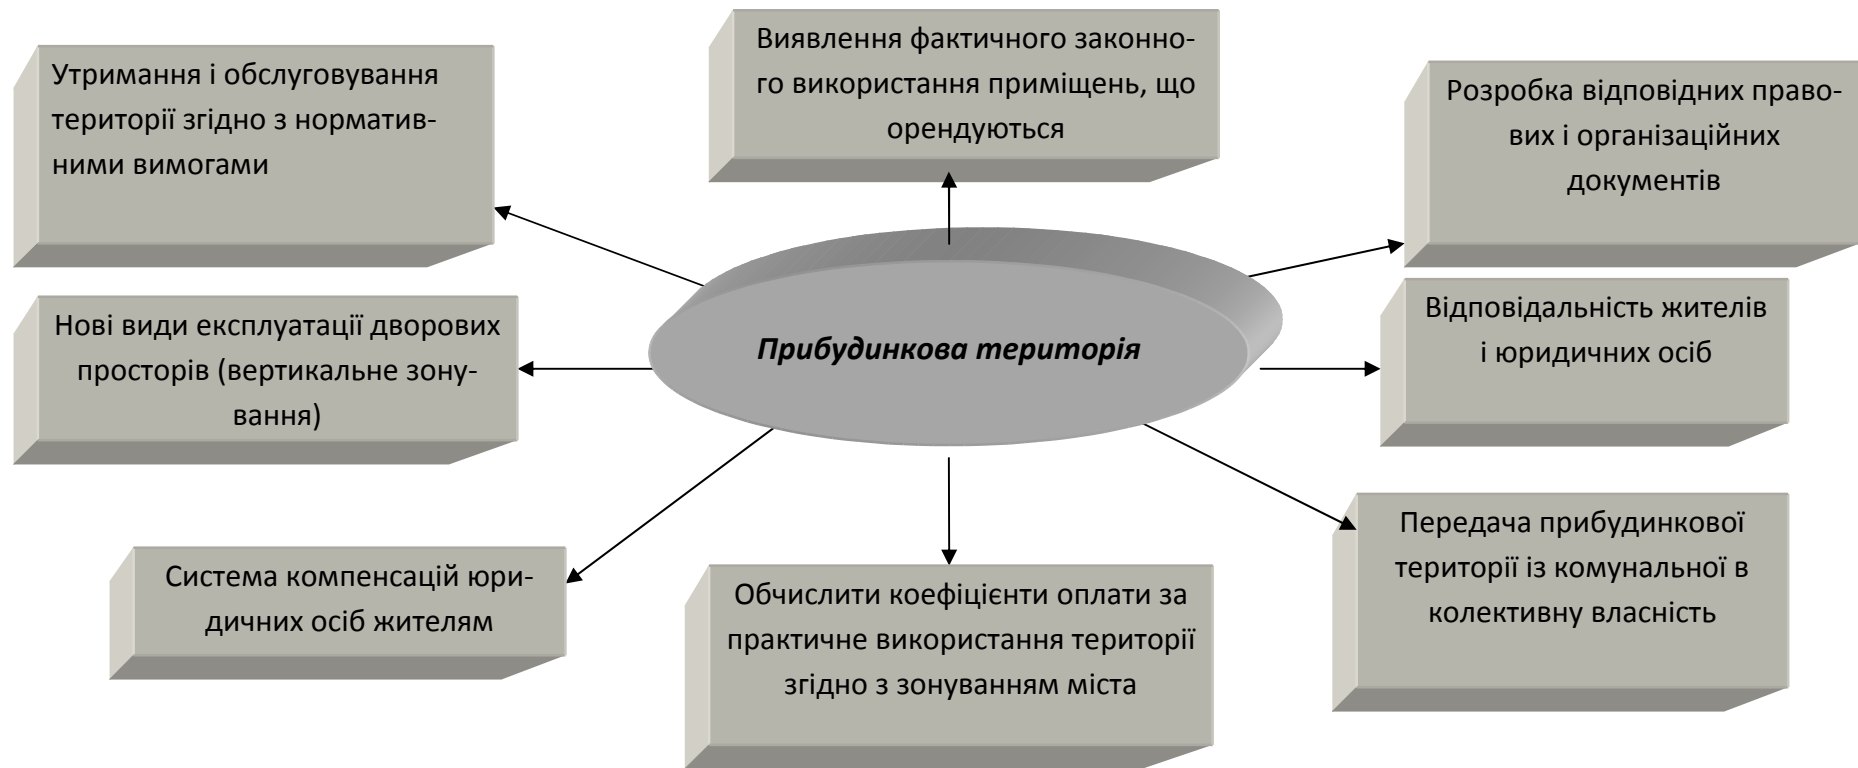 Утримання і обслуговування
території згідно з норматив-
ними вимогами
Виявлення фактичного законно-
го використання приміщень, що
орендуються
Розробка відповідних право-
вих і організаційних
документів
Нові види експлуатації дворових
просторів (вертикальне зону-
вання)
Прибудинкова територія
Відповідальність жителів
і юридичних осіб
Система компенсацій юри-
дичних осіб жителям
Обчислити коефіцієнти оплати за
практичне використання території
згідно з зонуванням міста
Передача прибудинкової
території із комунальної в
колективну власність